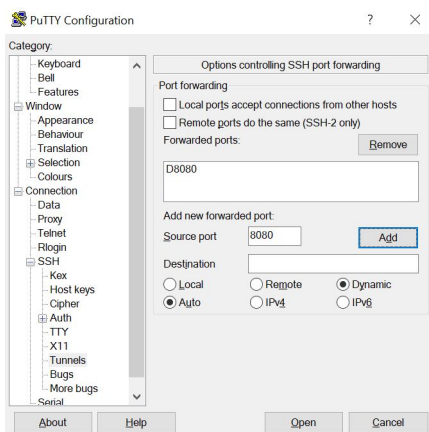 PuTTY Configuration ? ×
Category:
Keyboard
Bell
Features
Window
Appearance
Behaviour
Translation
Selection
Colours
Connection
Data
Proxy
Telnet
Rlogin
SSH
Kex
Host keys
Cipher
Auth
TTY
X11
Tunnels
Bugs
More bugs
Serial
Options controlling SSH port forwarding
Port forwarding
Local ports accept connections from other hosts
Remote ports do the same (SSH-2 only)
Forwarded ports: Remove
D8080
Add new forwarded port:
Source port 8080 Add
Destination
Local Remote Dynamic
Auto IPv4 IPv6
About Help Open Cancel